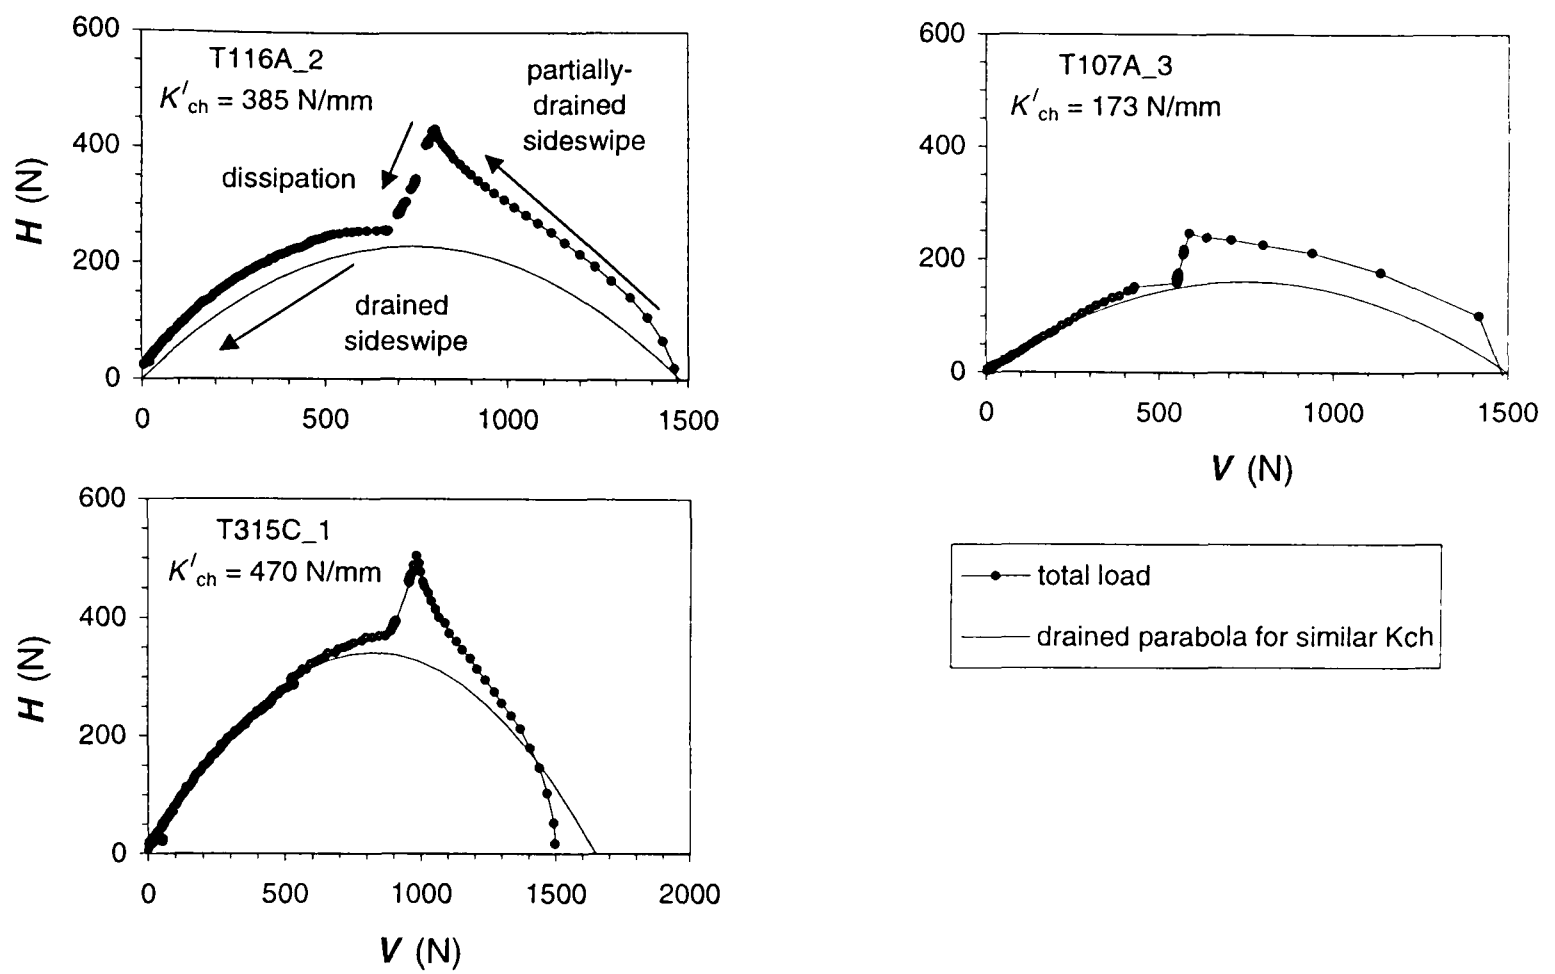 600
400
200
0
H (N)
T116A_2
K′ch = 385 N/mm
partially-
drained
sideswipe
dissipation
drained
sideswipe
0 500 1000 1500
600
400
200
0
T107A_3
K′ch = 173 N/mm
0 500 1000 1500
V (N)
600
400
200
0
H (N)
T315C_1
K′ch = 470 N/mm
0 500 1000 1500 2000
V (N)
total load
drained parabola for similar Kch